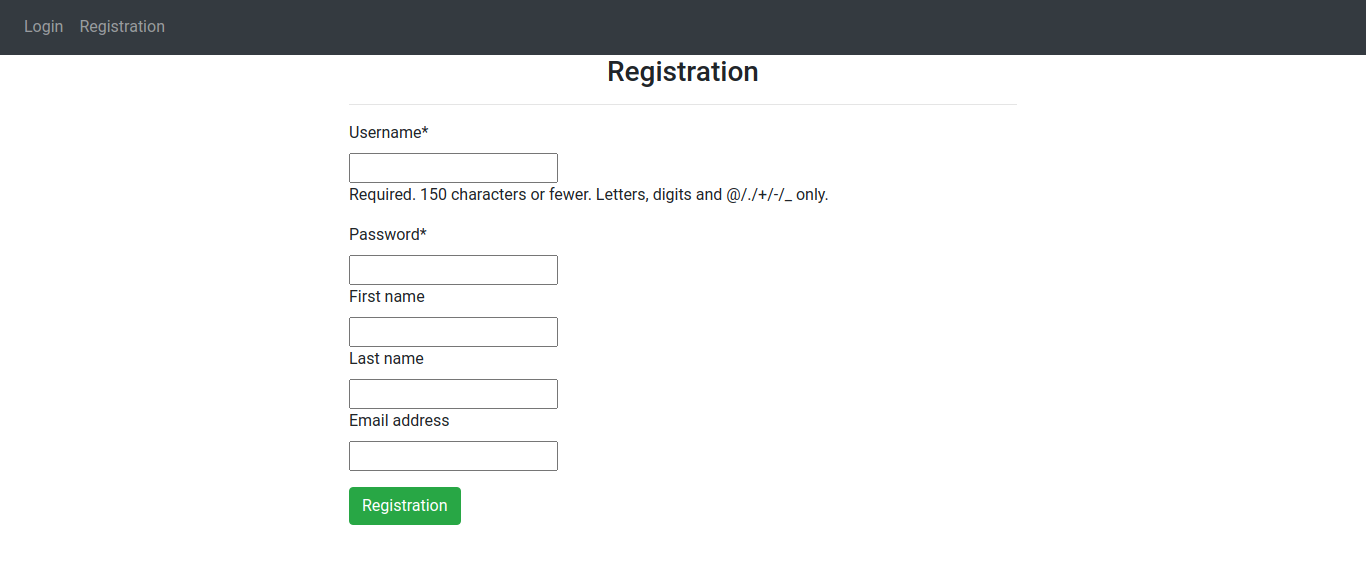 Login Registration
Registration
Username*
Required. 150 characters or fewer. Letters, digits and @/./+/-/_ only.
Password*
First name
Last name
Email address
Registration